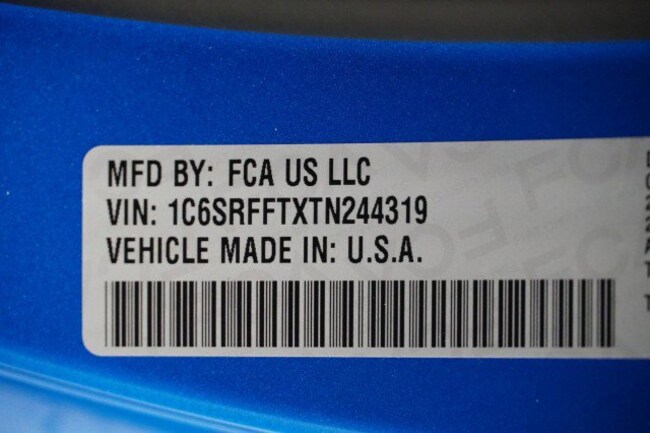 MFD BY: FCA US LLC
VIN: 1C6SRFFTXTN244319
VEHICLE MADE IN: U.S.A.